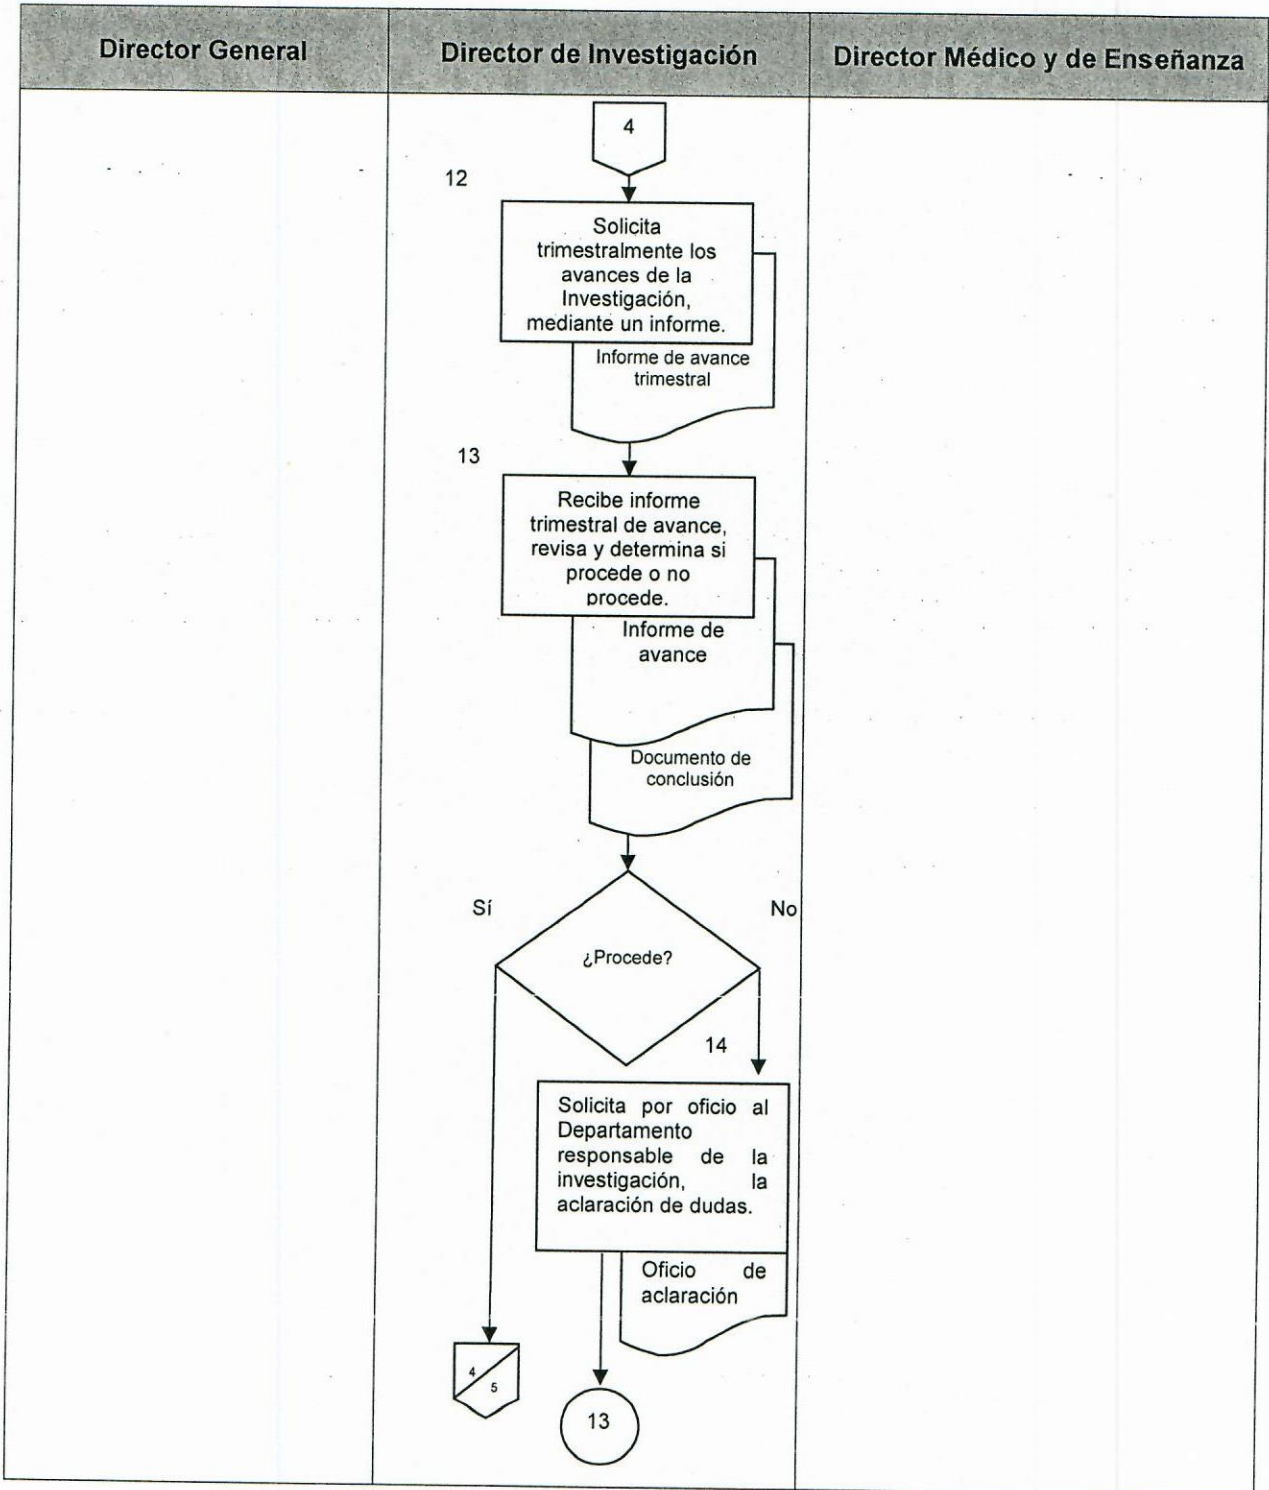 Director General
Director de Investigación
Director Médico y de Enseñanza
4
12
Solicita
trimestralmente los
avances de la
Investigación,
mediante un informe.
Informe de avance
trimestral
13
Recibe informe
trimestral de avance,
revisa y determina si
procede o no
procede.
Informe de
avance
Documento de
conclusión
Sí
No
¿Procede?
14
Solicita por oficio al
Departamento
responsable de la
investigación, la
aclaración de dudas.
Oficio de
aclaración
4
5
13